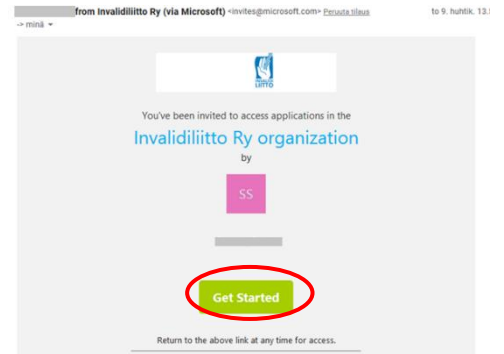 from Invalidiliitto Ry (via Microsoft) <invites@microsoft.com> Peruuta tilaus to 9. huhtik. 13.
-> minä
INVALIDI
LIITTO
You've been invited to access applications in the
Invalidiliitto Ry organization
by
SS
Get Started
Return to the above link at any time for access.